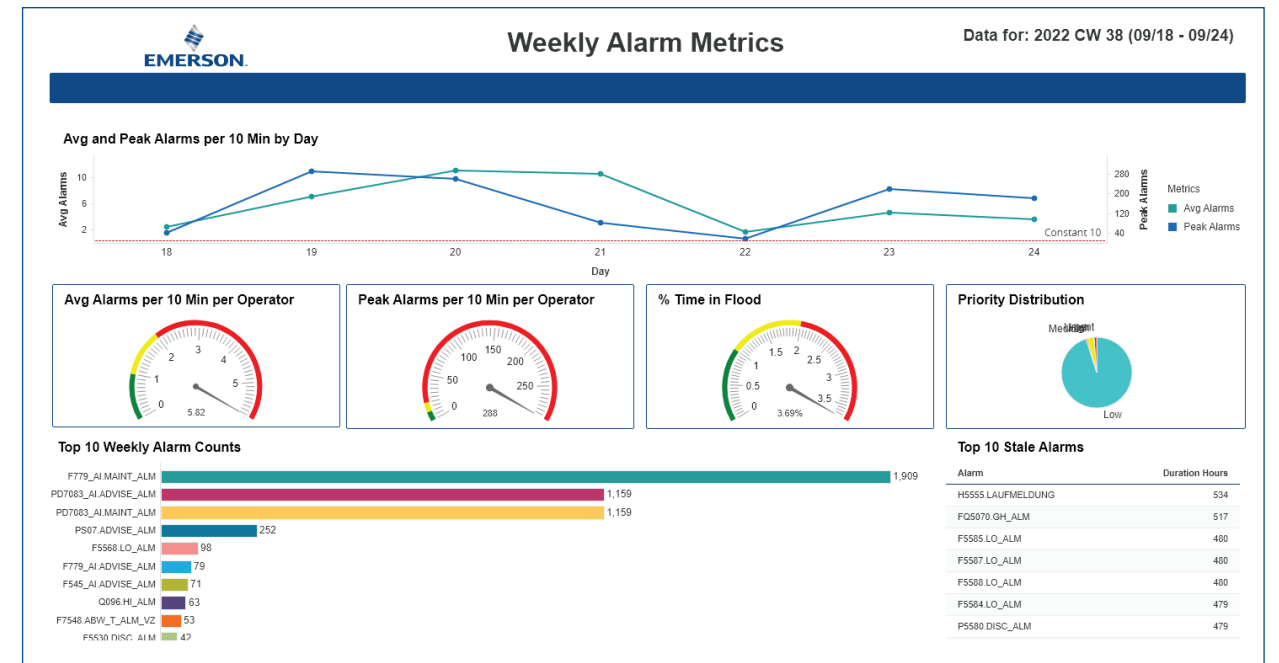 EMERSON.
Weekly Alarm Metrics
Data for: 2022 CW 38 (09/18 - 09/24)
Avg and Peak Alarms per 10 Min by Day
Avg Alarms
10
6
2
280
200
120
40
Peak Alarms
Constant 10
18 19 20 21 22 23 24
Day
Metrics
Avg Alarms
Peak Alarms
Avg Alarms per 10 Min per Operator
0 1 2 3 4 5
5.82
Peak Alarms per 10 Min per Operator
0 50 100 150 200 250
288
% Time in Flood
0 0.5 1 1.5 2 2.5 3 3.5
3.69%
Priority Distribution
Low
Top 10 Weekly Alarm Counts
F779_AI.MAINT_ALM 1,909
PD7083_AI.ADVISE_ALM 1,159
PD7083_AI.MAINT_ALM 1,159
PS07.ADVISE_ALM 252
F5568.LO_ALM 98
F779_AI.ADVISE_ALM 79
F545_AI.ADVISE_ALM 71
Q096.HI_ALM 63
F7548.ABW_T_ALM_VZ 53
F5530.DISC_ALM 42
Top 10 Stale Alarms
Alarm Duration Hours
H5555.LAUFMELDUNG 534
FQ5070.GH_ALM 517
F5585.LO_ALM 480
F5587.LO_ALM 480
F5588.LO_ALM 480
F5584.LO_ALM 479
P5580.DISC_ALM 479